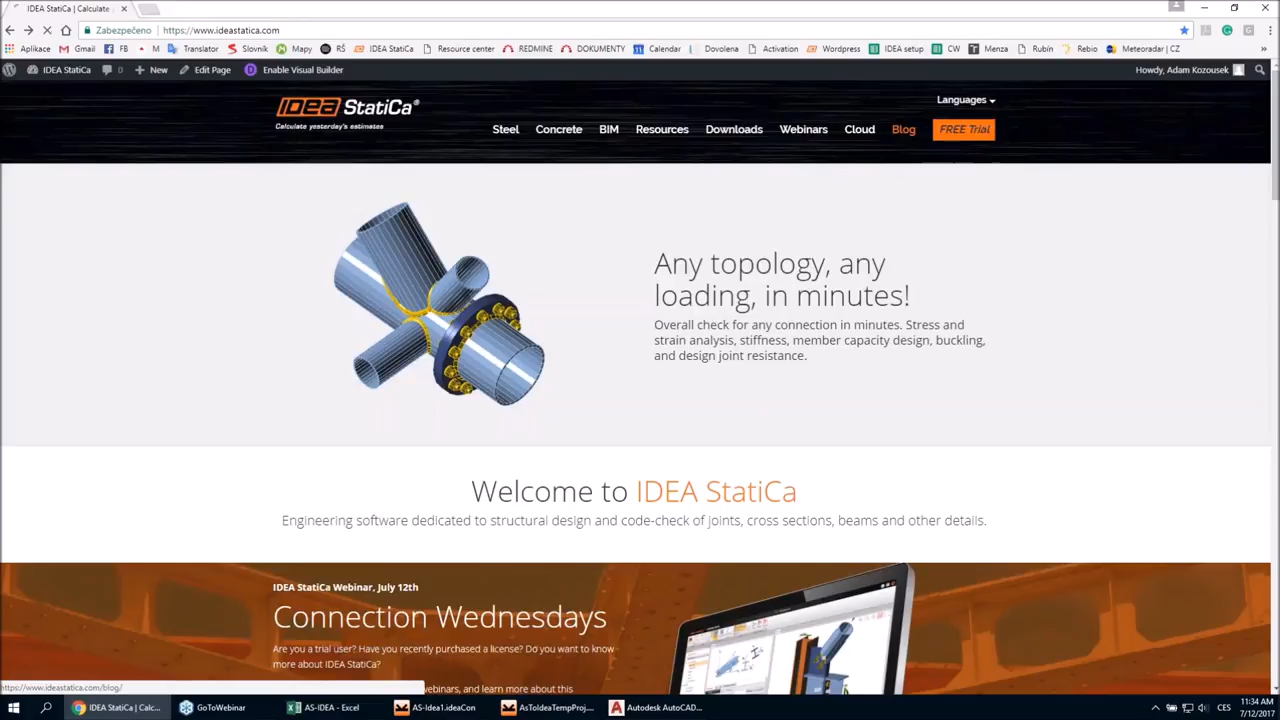 IDEA StatiCa | Calculate
Zabezpečeno https://www.ideastatica.com
Aplikace Gmail FB M Translator Slovník Mapy RŠ IDEA StatiCa Resource center REDMINE DOKUMENTY Calendar Dovolena Activation Wordpress IDEA setup CW Menza Rubín Rebio Meteoradar | CZ »
IDEA StatiCa 0 New Edit Page Enable Visual Builder Howdy, Adam Kozousek
IDEA StatiCa®
Calculate yesterday's estimates
Languages
Steel Concrete BIM Resources Downloads Webinars Cloud Blog FREE Trial
Any topology, any
loading, in minutes!
Overall check for any connection in minutes. Stress and
strain analysis, stiffness, member capacity design, buckling,
and design joint resistance.
Welcome to IDEA StatiCa
Engineering software dedicated to structural design and code-check of joints, cross sections, beams and other details.
IDEA StatiCa Webinar, July 12th
Connection Wednesdays
Are you a trial user? Have you recently purchased a license? Do you want to know
more about IDEA StatiCa?
https://www.ideastatica.com/blog/
webinars, and learn more about this
IDEA StatiCa | Calc... GoToWebinar AS-IDEA - Excel AS-Idea1.ideaCon AsToIdeaTempProj... Autodesk AutoCAD... CES 11:34 AM
7/12/2017